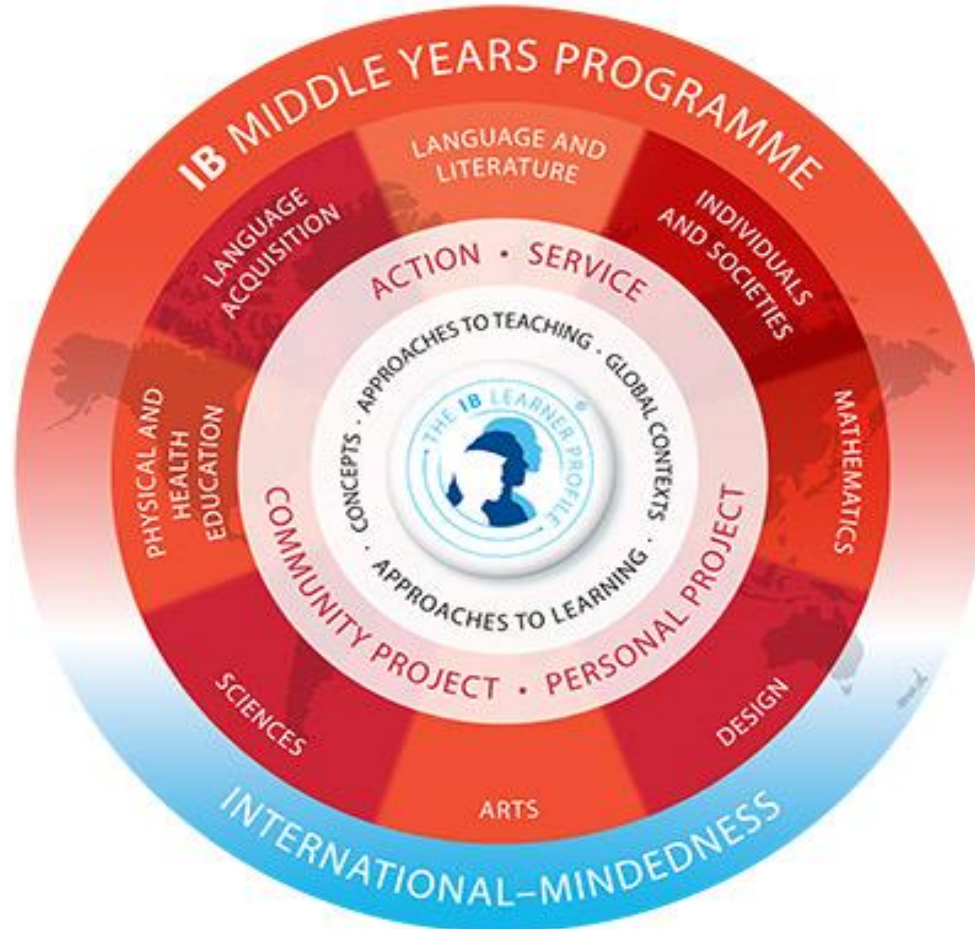 IB MIDDLE YEARS PROGRAMME
LANGUAGE AND
LITERATURE
INDIVIDUALS
AND SOCIETIES
MATHEMATICS
DESIGN
ARTS
SCIENCES
PHYSICAL AND
HEALTH
EDUCATION
LANGUAGE
ACQUISITION
ACTION • SERVICE
COMMUNITY PROJECT • PERSONAL PROJECT
APPROACHES TO TEACHING · GLOBAL CONTEXTS ·
APPROACHES TO LEARNING · CONCEPTS ·
THE IB LEARNER PROFILE®
INTERNATIONAL–MINDEDNESS